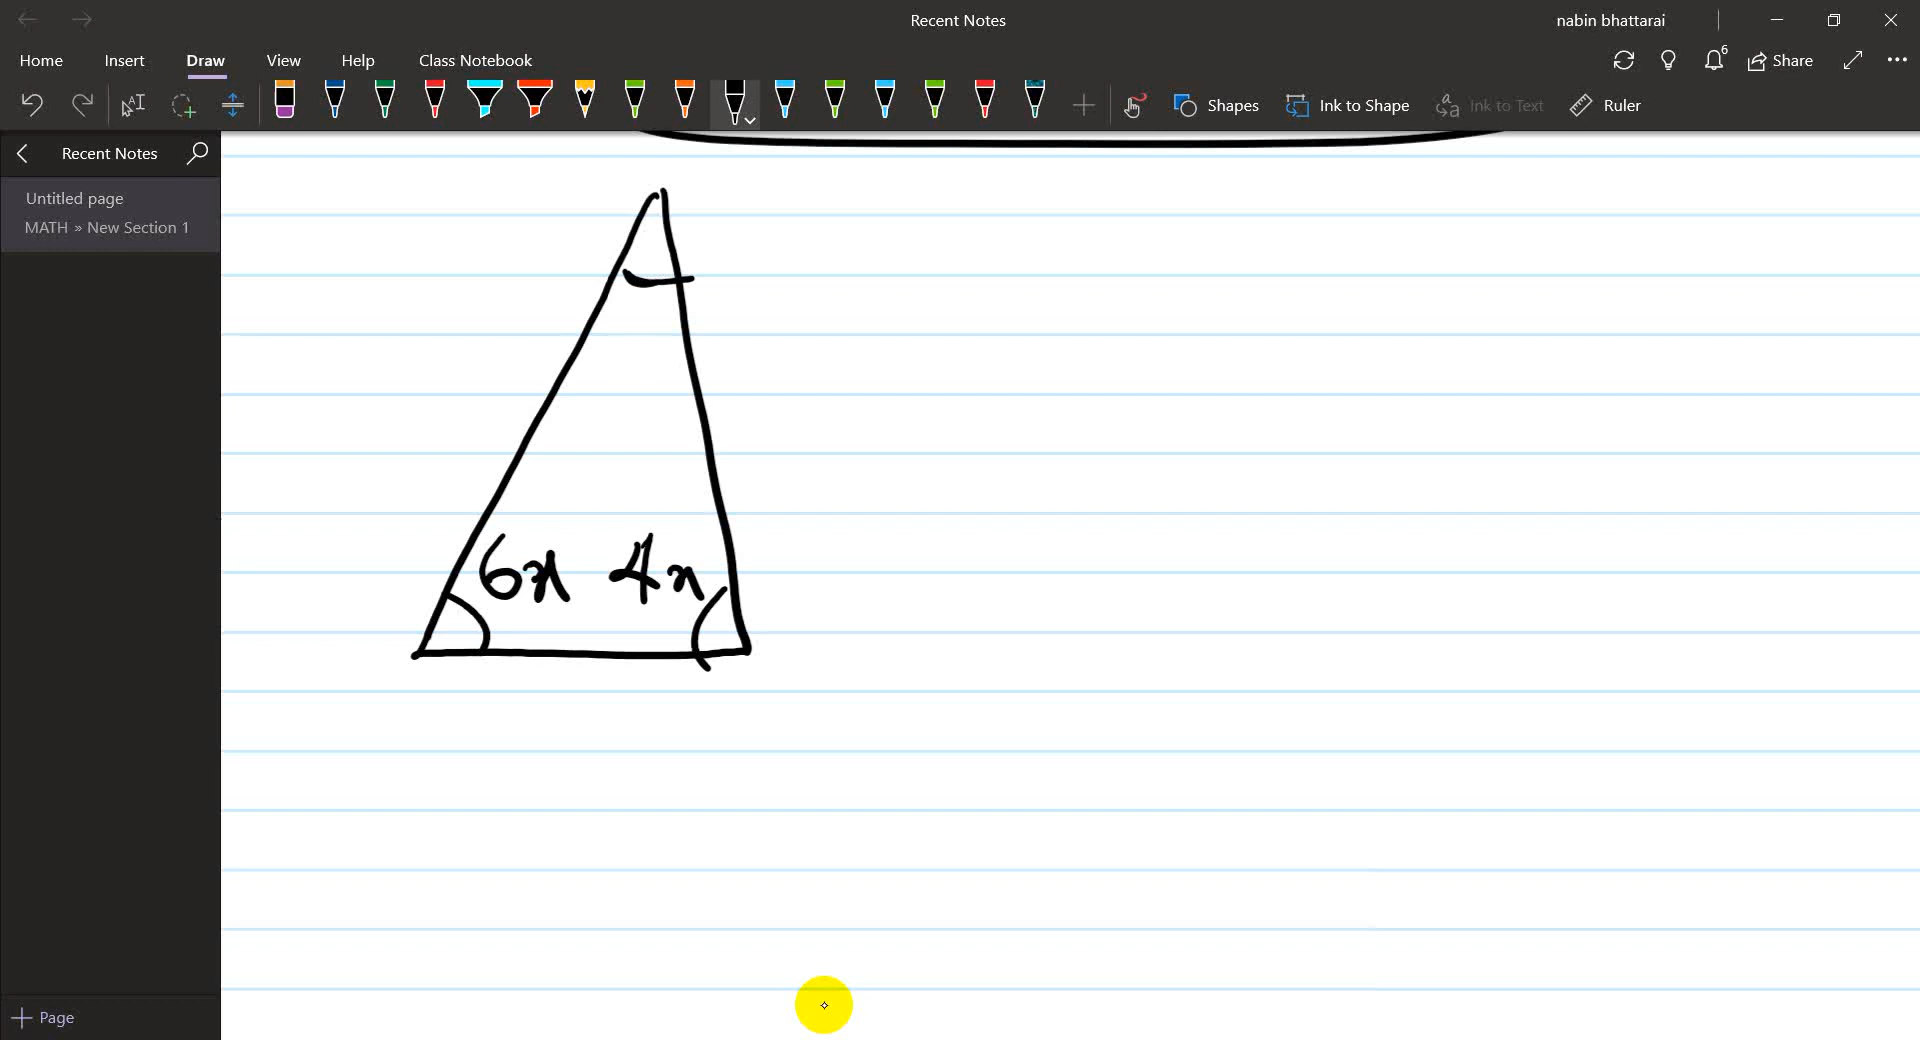 Recent Notes
nabin bhattarai
Home Insert Draw View Help Class Notebook
6
Share
Shapes
Ink to Shape
Ink to Text
Ruler
Recent Notes
Untitled page
MATH » New Section 1
6x 4x
Page